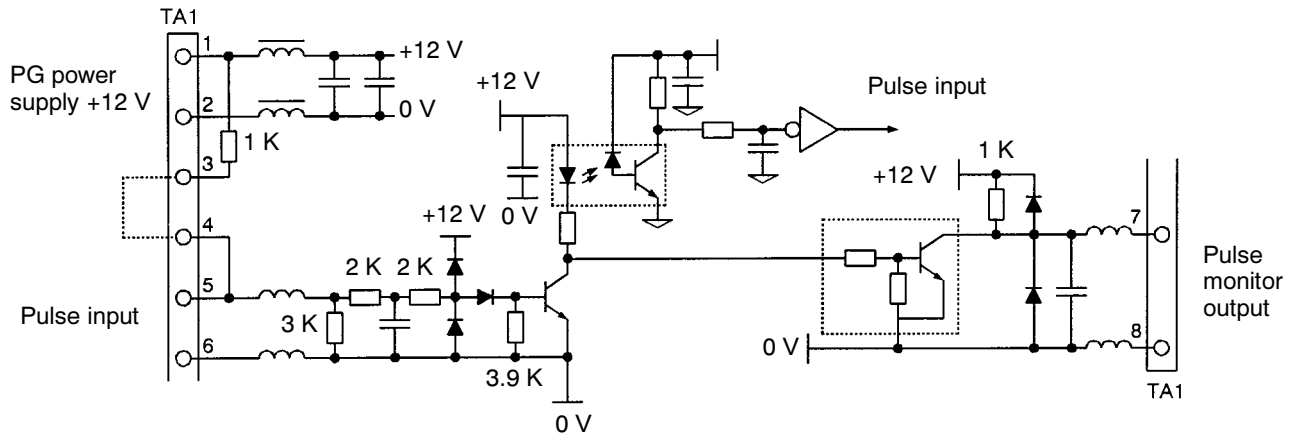 TA1
1
+12 V
PG power
supply +12 V
2
0 V
1 K
3
4
+12 V
5
2 K
2 K
3 K
Pulse input
6
3.9 K
0 V
+12 V
0 V
Pulse input
1 K
+12 V
7
Pulse
monitor
output
0 V
8
TA1